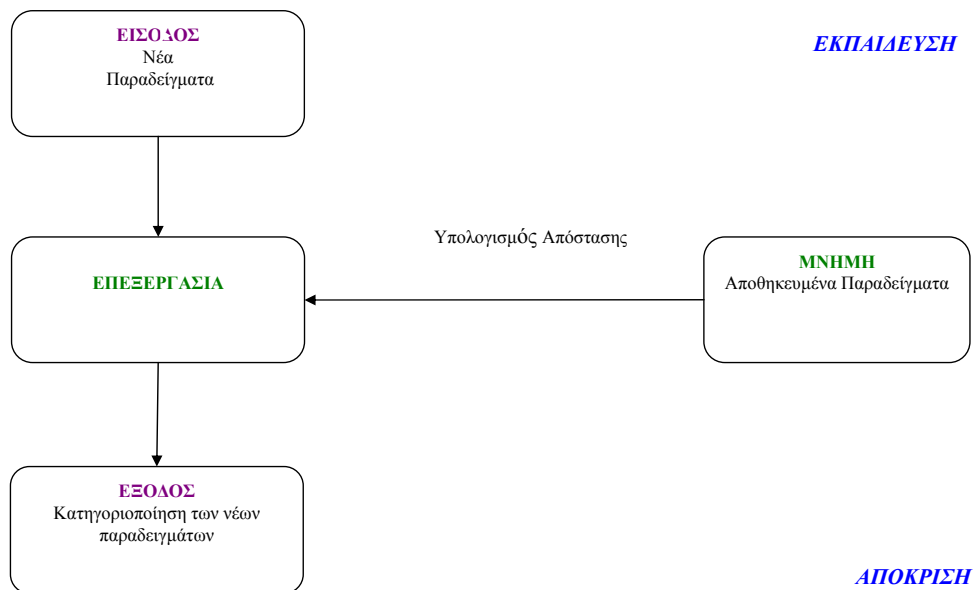 ΕΙΣΟΔΟΣ
Νέα
Παραδείγματα
ΕΚΠΑΙΔΕΥΣΗ
Υπολογισμός Απόστασης
ΕΠΕΞΕΡΓΑΣΙΑ
ΜΝΗΜΗ
Αποθηκευμένα Παραδείγματα
ΕΞΟΔΟΣ
Κατηγοριοποίηση των νέων
παραδειγμάτων
ΑΠΟΚΡΙΣΗ